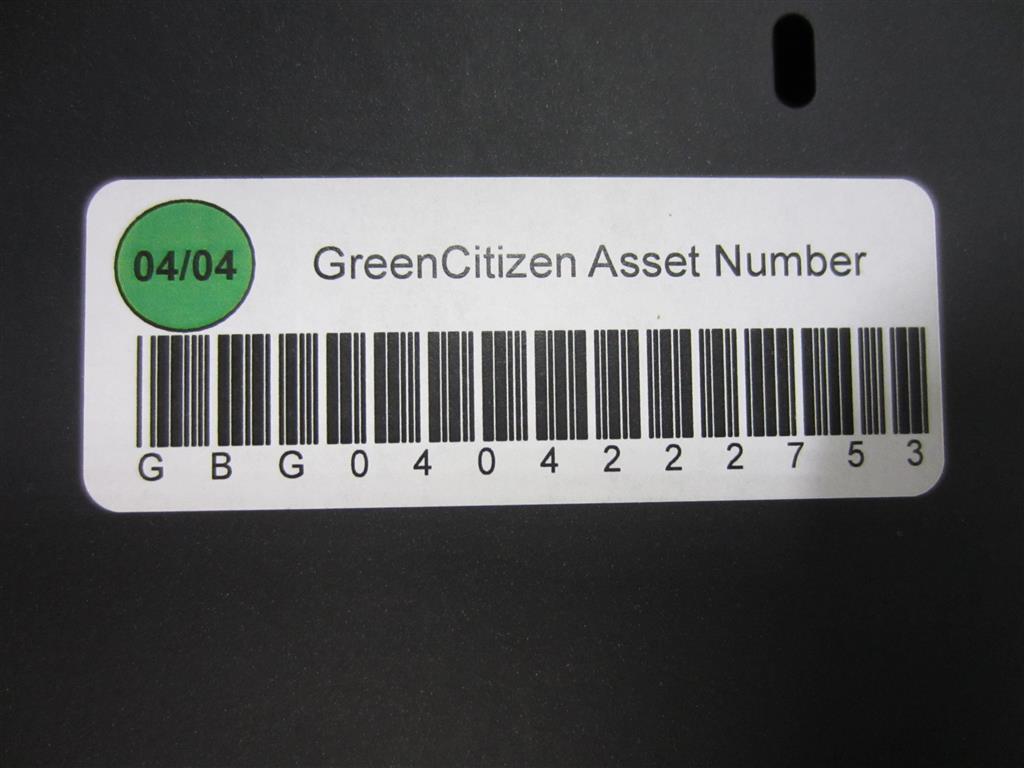 04/04
GreenCitizen Asset Number
G B G 0 4 0 4 2 2 2 7 5 3